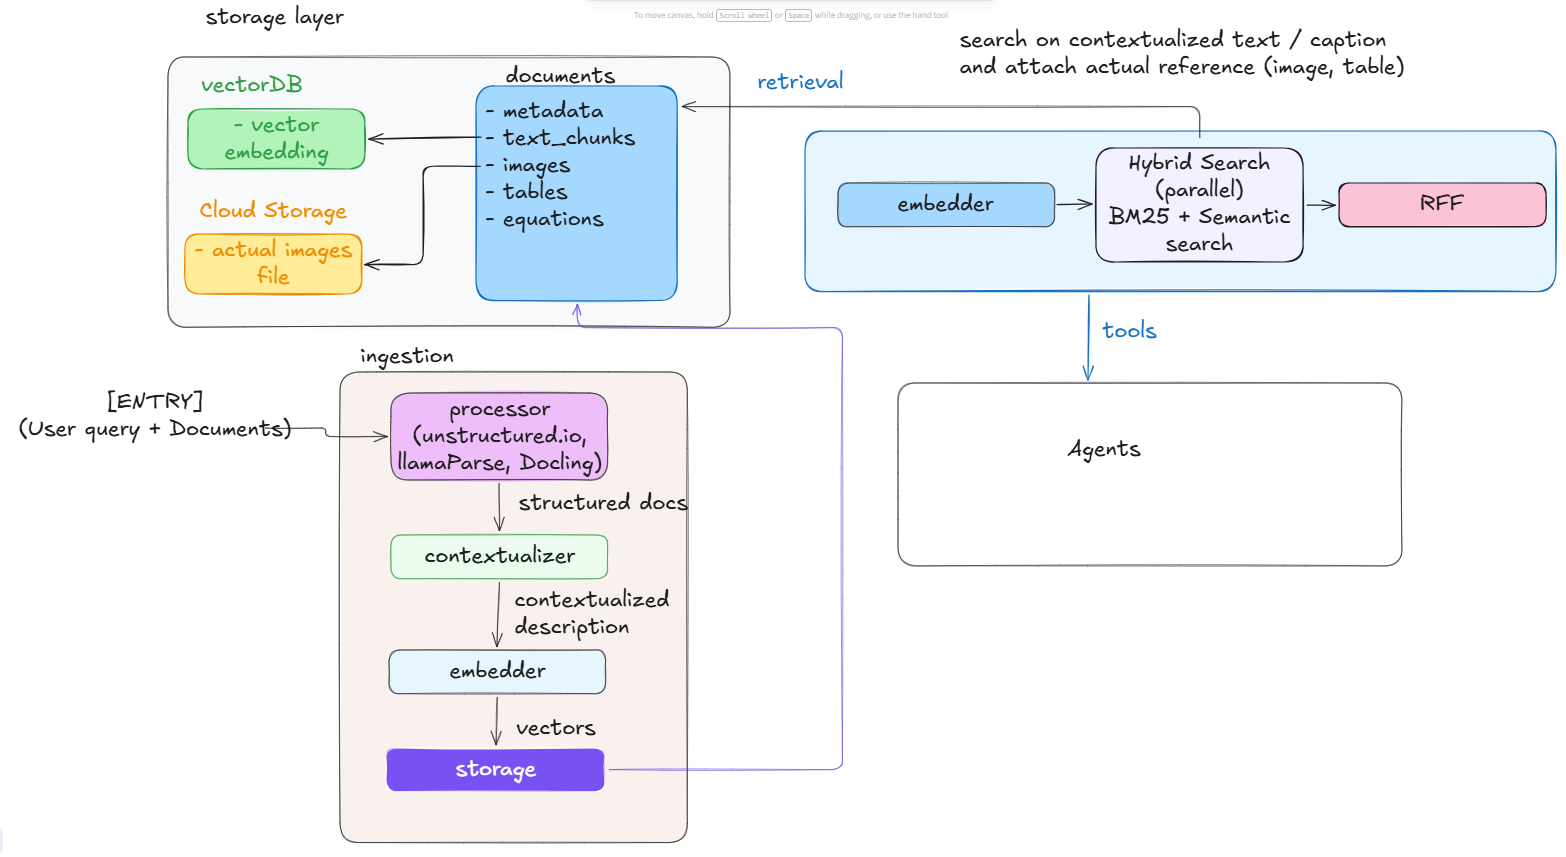 storage layer
To move canvas, hold Scroll wheel or Space while dragging, or use the hand tool
search on contextualized text / caption
and attach actual reference (image, table)
vectorDB
- vector
embedding
Cloud Storage
- actual images
file
documents
- metadata
- text_chunks
- images
- tables
- equations
retrieval
embedder
Hybrid Search
(parallel)
BM25 + Semantic
search
RFF
tools
Agents
ingestion
[ENTRY]
(User query + Documents)
processor
(unstructured.io,
llamaParse, Docling)
structured docs
contextualizer
contextualized
description
embedder
vectors
storage